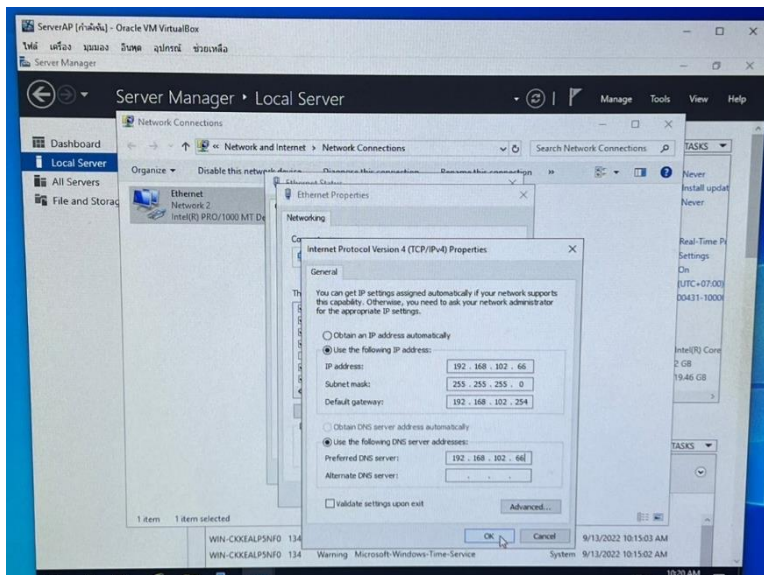 ServerAP [กำลังรัน] - Oracle VM VirtualBox
ไฟล์ เครื่อง มุมมอง อินพุต อุปกรณ์ ช่วยเหลือ
Server Manager
Server Manager • Local Server
Manage Tools View Help
Network Connections
Dashboard
Local Server
All Servers
File and Storag
« Network and Internet > Network Connections
Search Network Connections
TASKS
Organize
Disable this network device Diagnose this connection Rename this connection »
Ethernet
Network 2
Intel(R) PRO/1000 MT De
Ethernet Status
Ethernet Properties
Networking
Co
Th
Internet Protocol Version 4 (TCP/IPv4) Properties
General
You can get IP settings assigned automatically if your network supports
this capability. Otherwise, you need to ask your network administrator
for the appropriate IP settings.
Obtain an IP address automatically
Use the following IP address:
IP address: 192 . 168 . 102 . 66
Subnet mask: 255 . 255 . 255 . 0
Default gateway: 192 . 168 . 102 . 254
Obtain DNS server address automatically
Use the following DNS server addresses:
Preferred DNS server: 192 . 168 . 102 . 66
Alternate DNS server: . . .
Validate settings upon exit
Advanced...
OK Cancel
Never
Install updat
Never
Real-Time Pr
Settings
On
(UTC+07:00)
00431-1000
Intel(R) Core
2 GB
19.46 GB
TASKS
1 item 1 item selected
WIN-CKKEALP5NF0 134
9/13/2022 10:15:03 AM
WIN-CKKEALP5NF0 134 Warning Microsoft-Windows-Time-Service System 9/13/2022 10:15:02 AM
10:20 AM